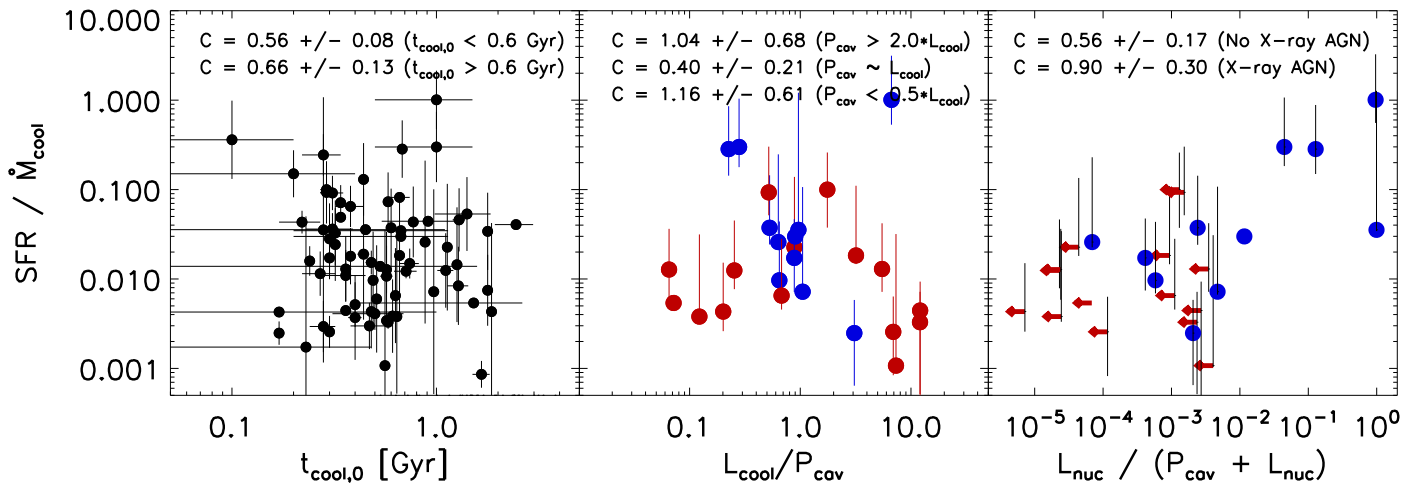 C = 0.56 +/- 0.08 (t_cool,0 < 0.6 Gyr)
C = 0.66 +/- 0.13 (t_cool,0 > 0.6 Gyr)
C = 1.04 +/- 0.68 (P_cav > 2.0*L_cool)
C = 0.40 +/- 0.21 (P_cav ~ L_cool)
C = 1.16 +/- 0.61 (P_cav < 0.5*L_cool)
C = 0.56 +/- 0.17 (No X-ray AGN)
C = 0.90 +/- 0.30 (X-ray AGN)
10.000
1.000
0.100
0.010
0.001
SFR / Ṁ_cool
0.1 1.0
0.1 1.0 10.0
10^-5 10^-4 10^-3 10^-2 10^-1 10^0
t_cool,0 [Gyr]
L_cool/P_cav
L_nuc / (P_cav + L_nuc)